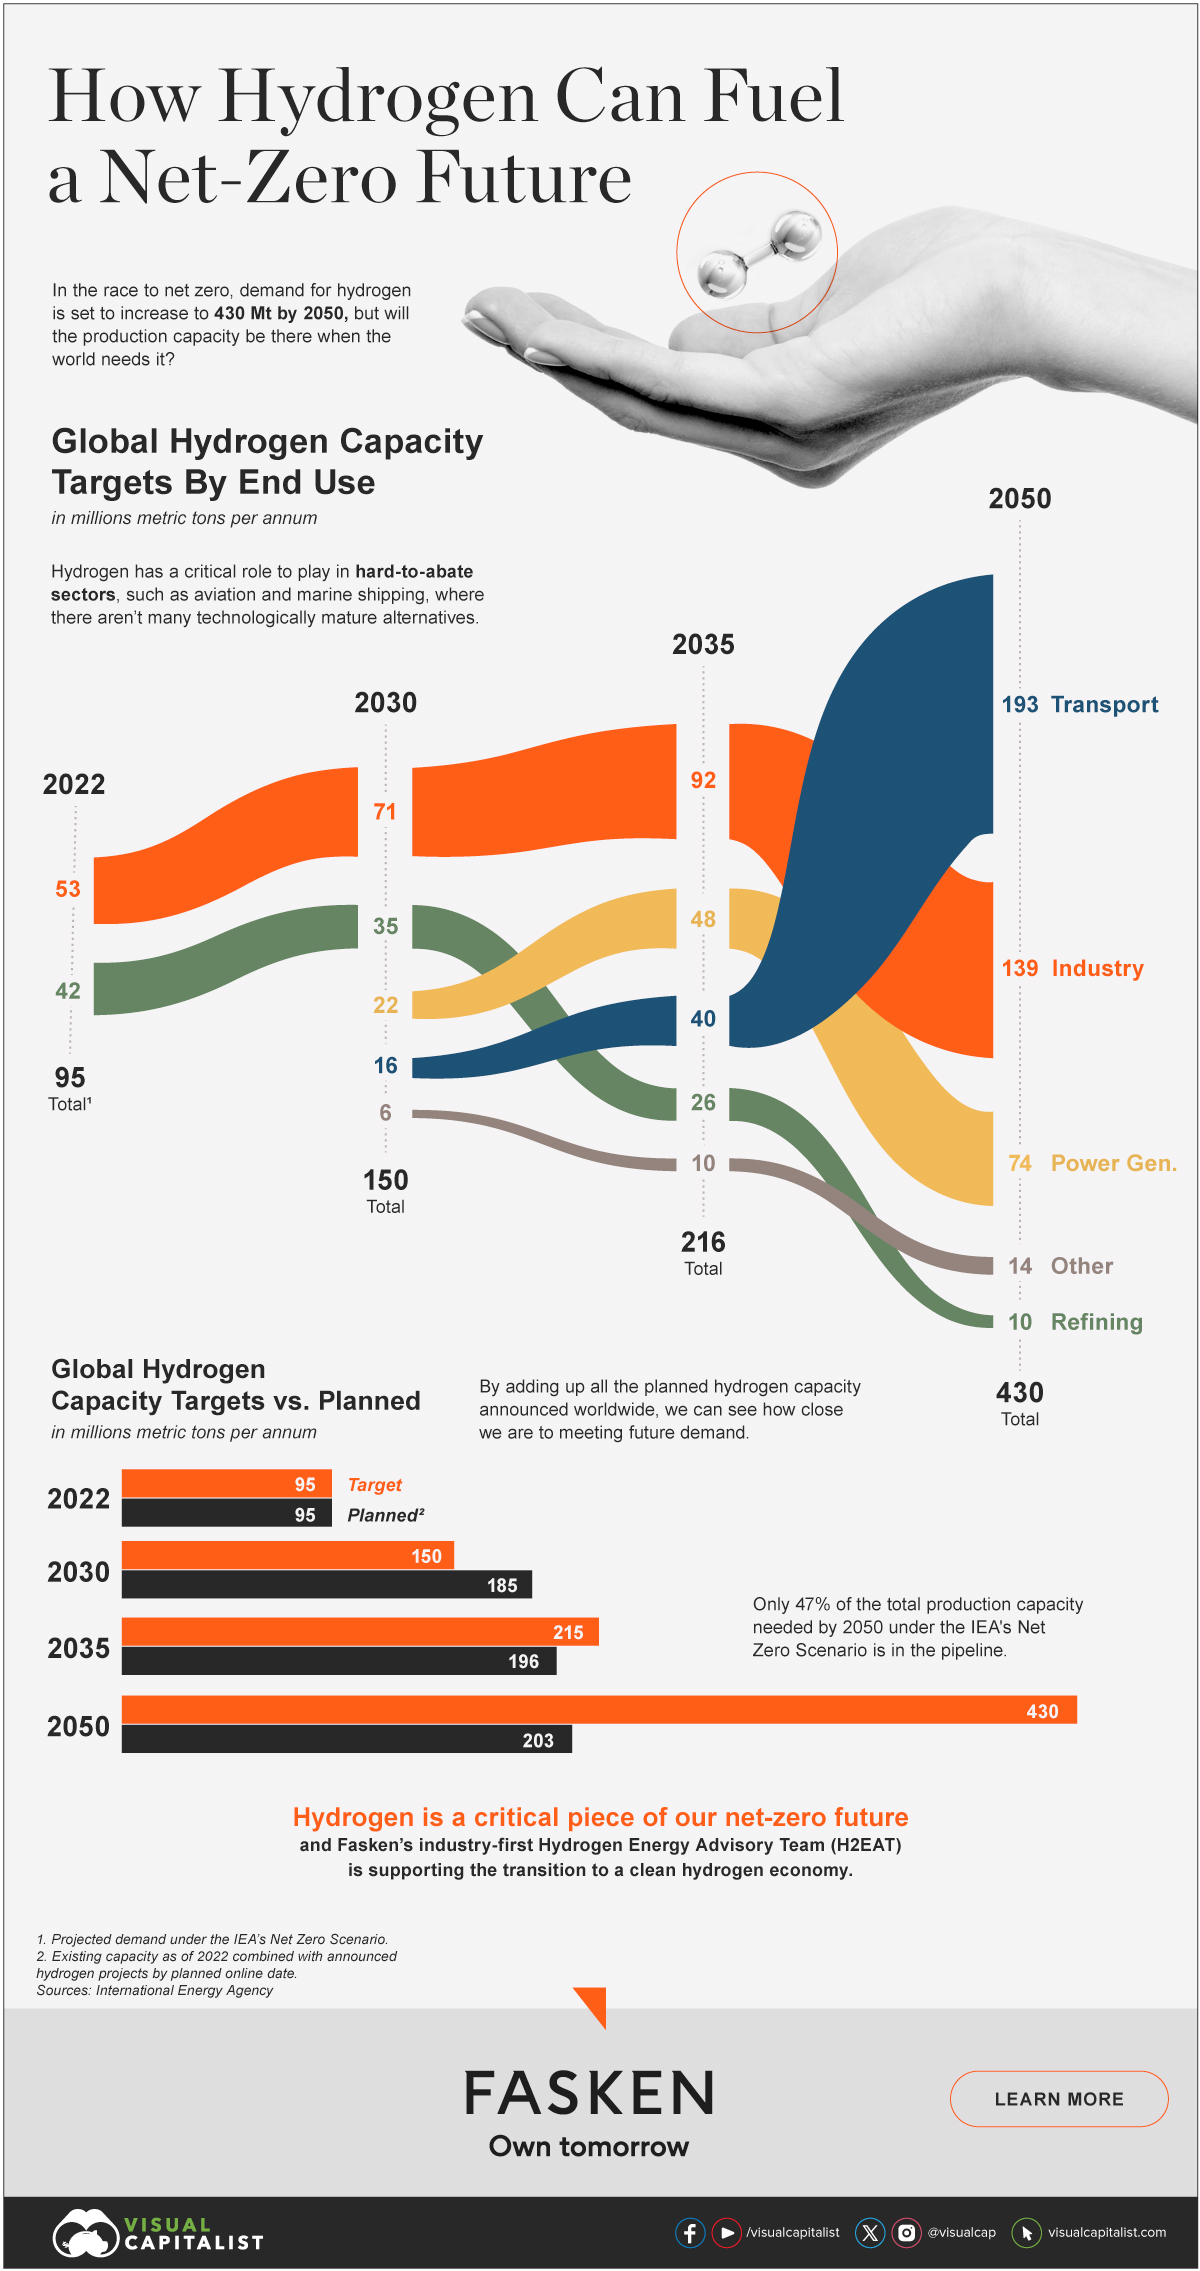 How Hydrogen Can Fuel
a Net-Zero Future
In the race to net zero, demand for hydrogen
is set to increase to 430 Mt by 2050, but will
the production capacity be there when the
world needs it?
Global Hydrogen Capacity
Targets By End Use
in millions metric tons per annum
Hydrogen has a critical role to play in hard-to-abate
sectors, such as aviation and marine shipping, where
there aren't many technologically mature alternatives.
2022
53
42
95
Total¹
2030
71
35
22
16
6
150
Total
2035
92
48
40
26
10
216
Total
2050
193 Transport
139 Industry
74 Power Gen.
14 Other
10 Refining
430
Total
Global Hydrogen
Capacity Targets vs. Planned
in millions metric tons per annum
By adding up all the planned hydrogen capacity
announced worldwide, we can see how close
we are to meeting future demand.
2022
95 Target
95 Planned²
2030
150
185
2035
215
196
2050
430
203
Only 47% of the total production capacity
needed by 2050 under the IEA's Net
Zero Scenario is in the pipeline.
Hydrogen is a critical piece of our net-zero future
and Fasken's industry-first Hydrogen Energy Advisory Team (H2EAT)
is supporting the transition to a clean hydrogen economy.
1. Projected demand under the IEA's Net Zero Scenario.
2. Existing capacity as of 2022 combined with announced
hydrogen projects by planned online date.
Sources: International Energy Agency
FASKEN
Own tomorrow
LEARN MORE
VISUAL
CAPITALIST
/visualcapitalist
@visualcap
visualcapitalist.com